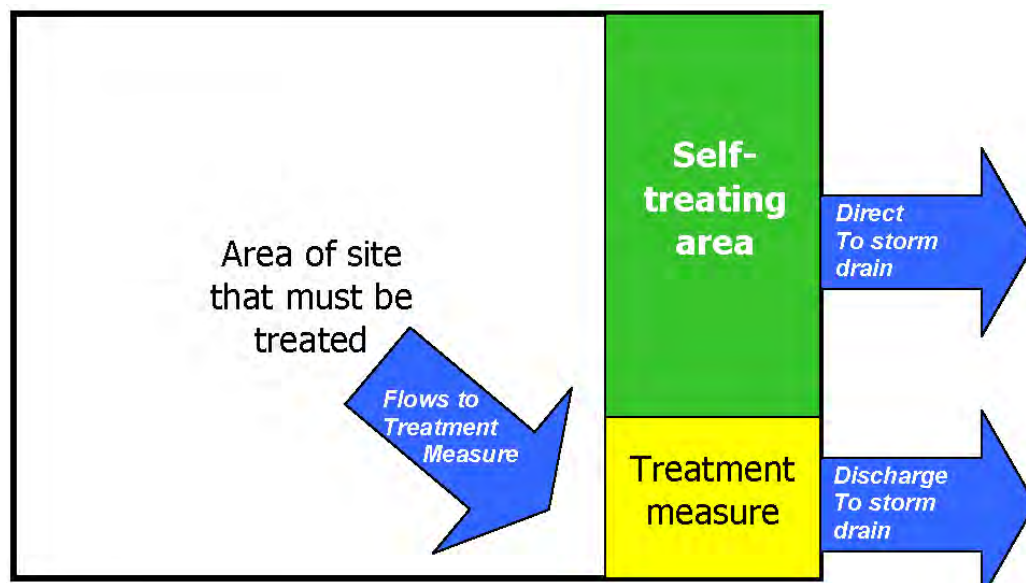 Area of site
that must be
treated
Flows to
Treatment
Measure
Self-
treating
area
Direct
To storm
drain
Treatment
measure
Discharge
To storm
drain